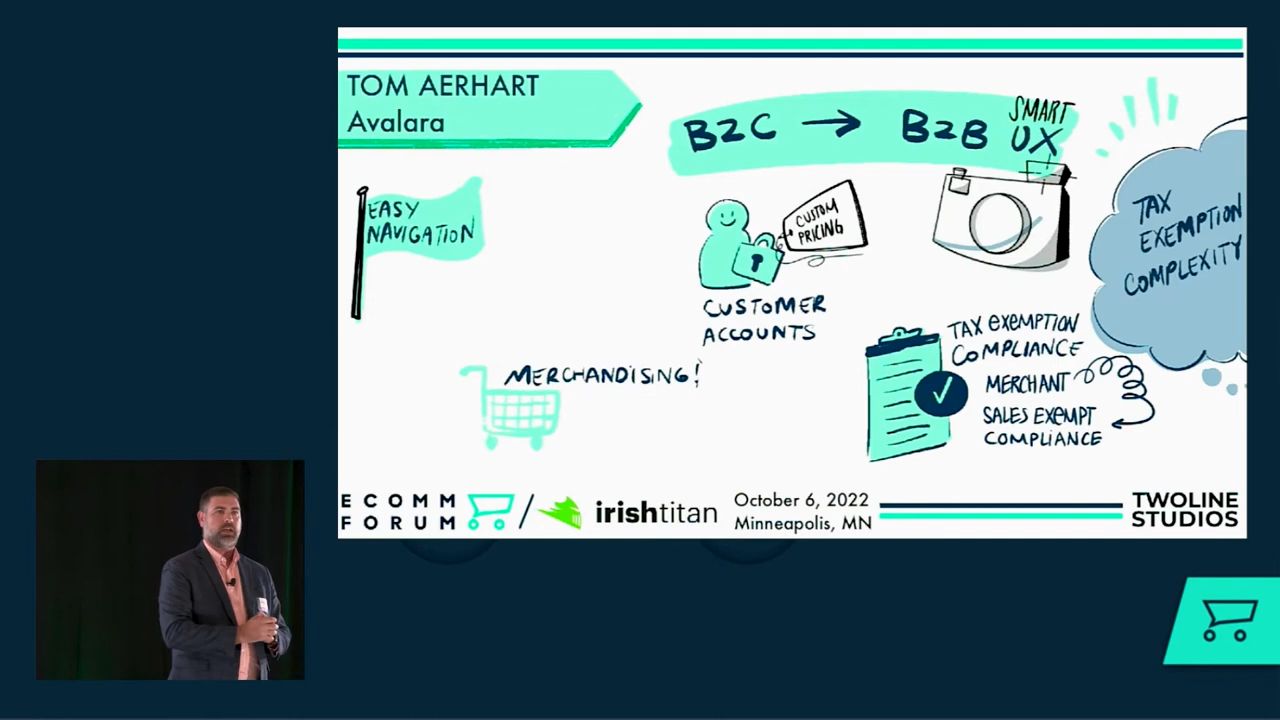 TOM AERHART
Avalara
B2C → B2B
SMART
UX
EASY
NAVIGATION
CUSTOM
PRICING
CUSTOMER
ACCOUNTS
TAX
EXEMPTION
COMPLEXITY
MERCHANDISING!
TAX EXEMPTION
COMPLIANCE
MERCHANT
SALES EXEMPT
COMPLIANCE
ECOMM
FORUM
/
irishtitan
October 6, 2022
Minneapolis, MN
TWOLINE
STUDIOS